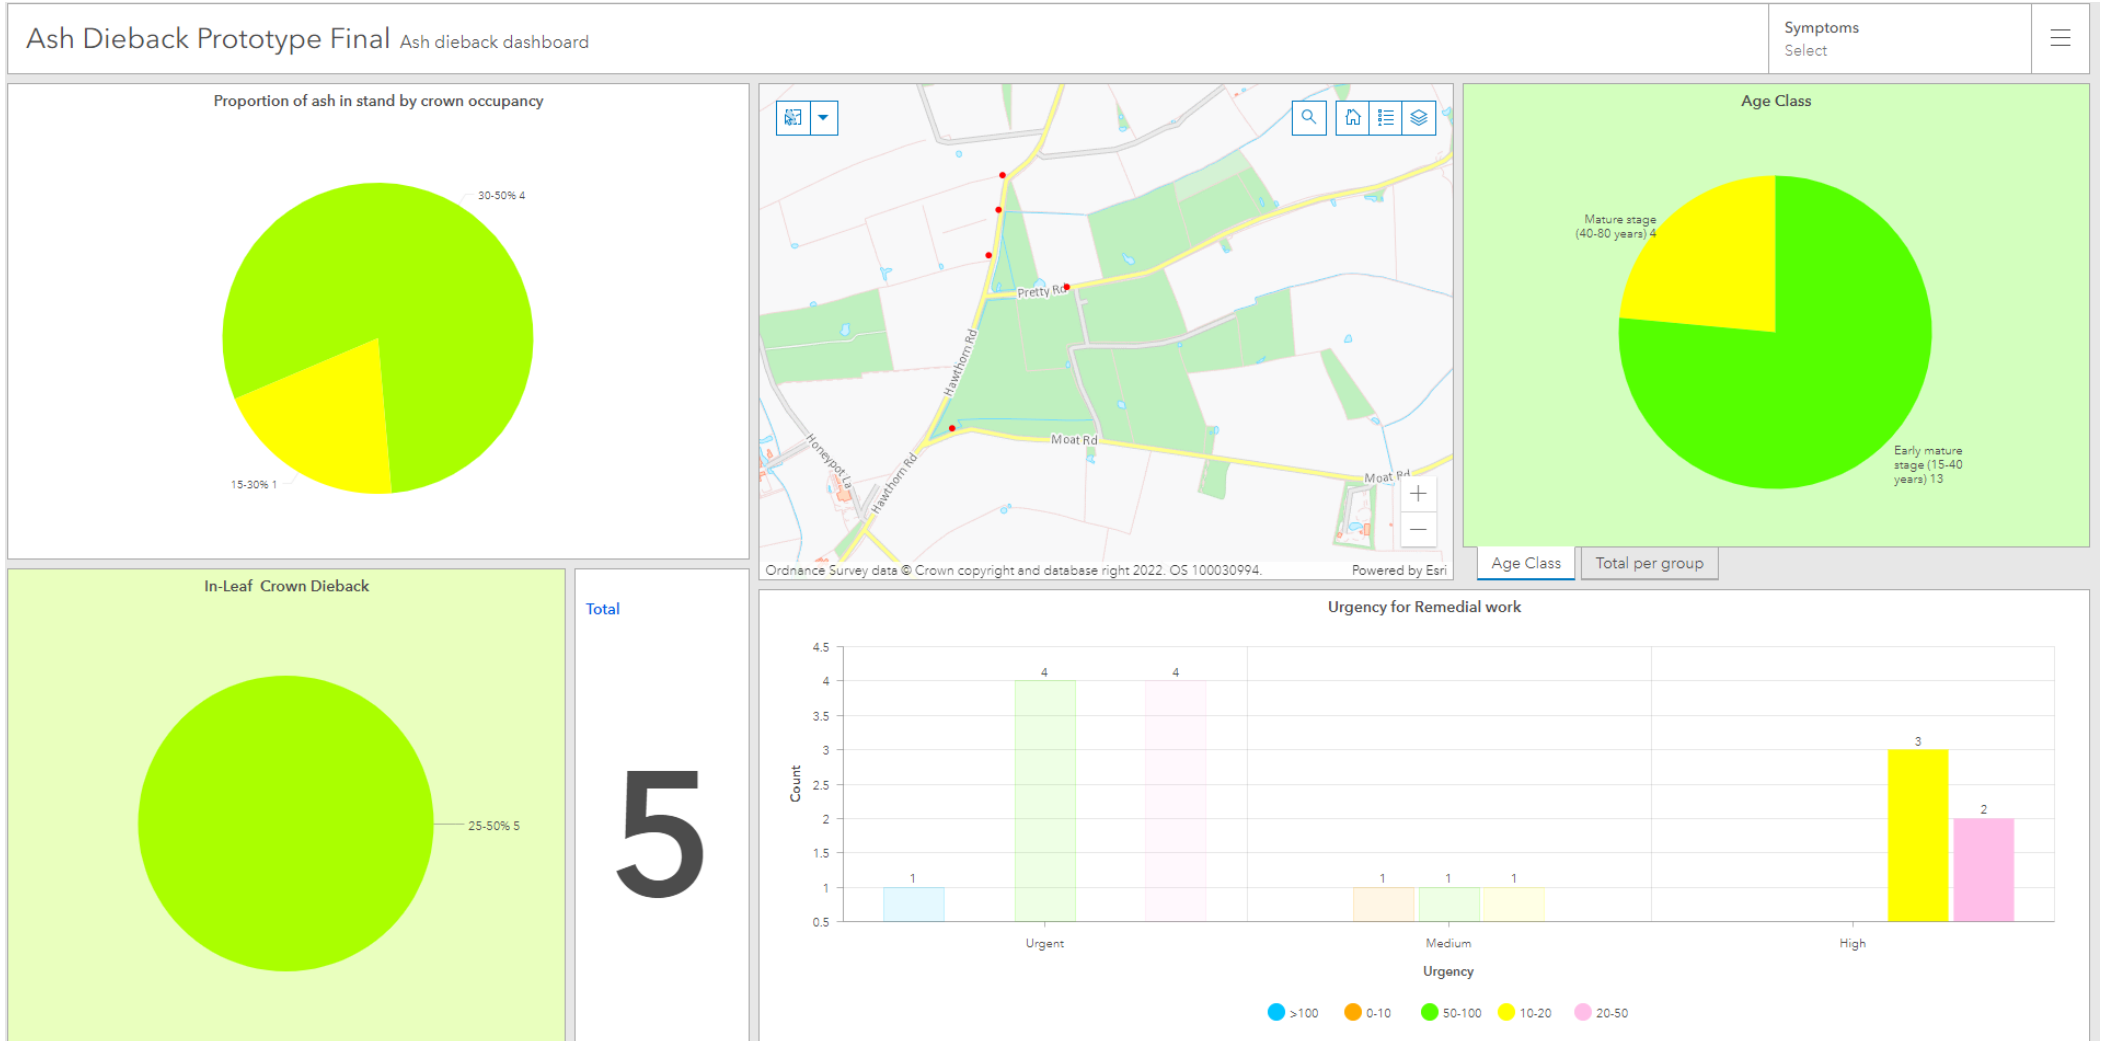 Ash Dieback Prototype Final Ash dieback dashboard
Symptoms
Select
Proportion of ash in stand by crown occupancy
30-50% 4
15-30% 1
Pretty Rd
Hawthorn Rd
Honeypot La
Hawthorn Rd
Moat Rd
Moat Rd
Ordnance Survey data © Crown copyright and database right 2022. OS 100030994.
Powered by Esri
Age Class
Mature stage
(40-80 years) 4
Early mature
stage (15-40
years) 13
Age Class
Total per group
In-Leaf  Crown Dieback
25-50% 5
Total
5
Urgency for Remedial work
4.5
4
3.5
3
2.5
2
1.5
1
0.5
Count
1
4
4
1
1
1
3
2
Urgent
Medium
High
Urgency
>100
0-10
50-100
10-20
20-50